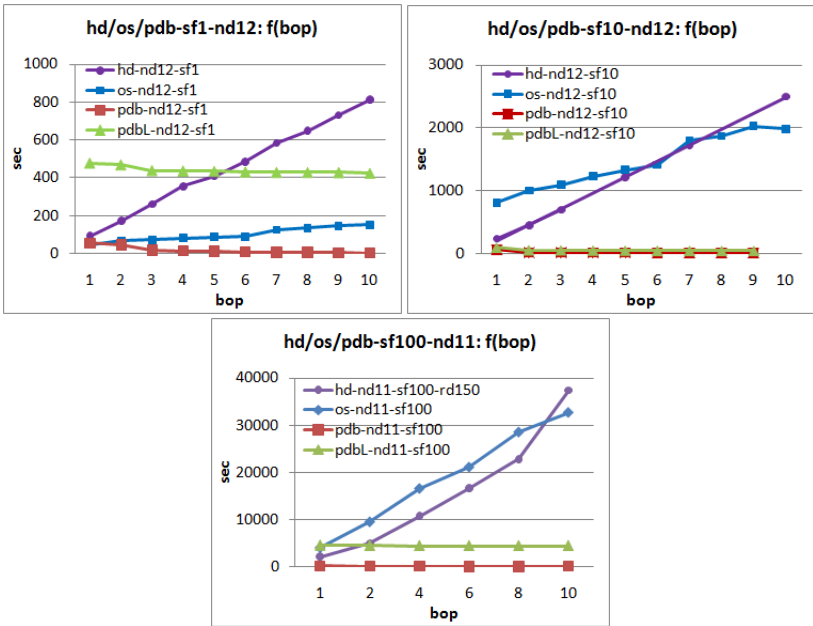 hd/os/pdb-sf1-nd12: f(bop)
1000
800
600
400
200
0
sec
hd-nd12-sf1
os-nd12-sf1
pdb-nd12-sf1
pdbL-nd12-sf1
1 2 3 4 5 6 7 8 9 10
bop
hd/os/pdb-sf10-nd12: f(bop)
3000
2000
1000
0
sec
hd-nd12-sf10
os-nd12-sf10
pdb-nd12-sf10
pdbL-nd12-sf10
1 2 3 4 5 6 7 8 9 10
bop
hd/os/pdb-sf100-nd11: f(bop)
40000
30000
20000
10000
0
sec
hd-nd11-sf100-rd150
os-nd11-sf100
pdb-nd11-sf100
pdbL-nd11-sf100
1 2 4 6 8 10
bop